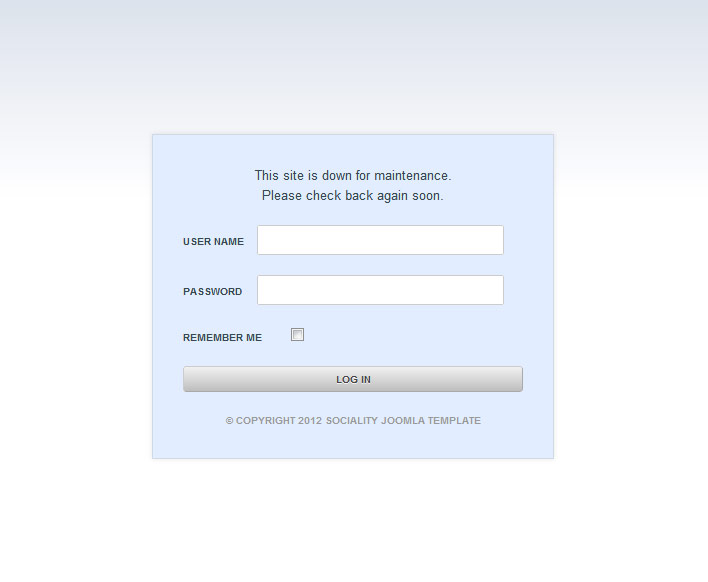 This site is down for maintenance.
Please check back again soon.
USER NAME
PASSWORD
REMEMBER ME
LOG IN
© COPYRIGHT 2012 SOCIALITY JOOMLA TEMPLATE